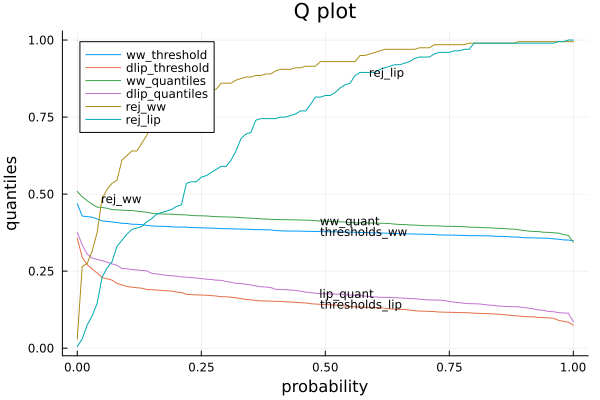 Q plot
1.00
0.75
0.50
0.25
0.00
quantiles
ww_threshold
dlip_threshold
ww_quantiles
dlip_quantiles
rej_ww
rej_lip
rej_lip
rej_ww
ww_quant
thresholds_ww
lip_quant
thresholds_lip
0.00 0.25 0.50 0.75 1.00
probability